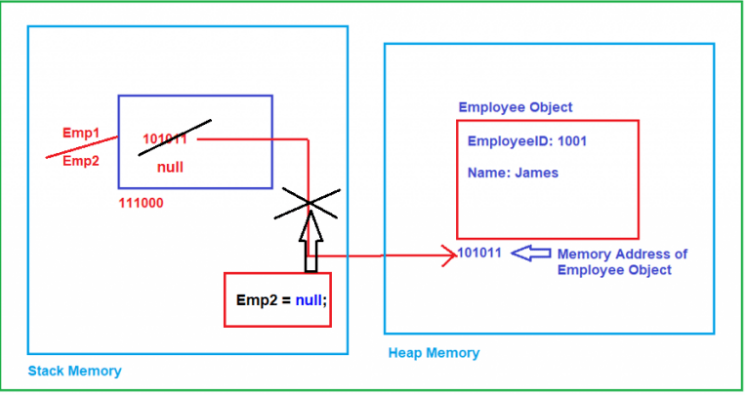 Emp1
Emp2
101011
null
111000
Emp2 = null;
Stack Memory
Employee Object
EmployeeID: 1001
Name: James
101011
Memory Address of
Employee Object
Heap Memory